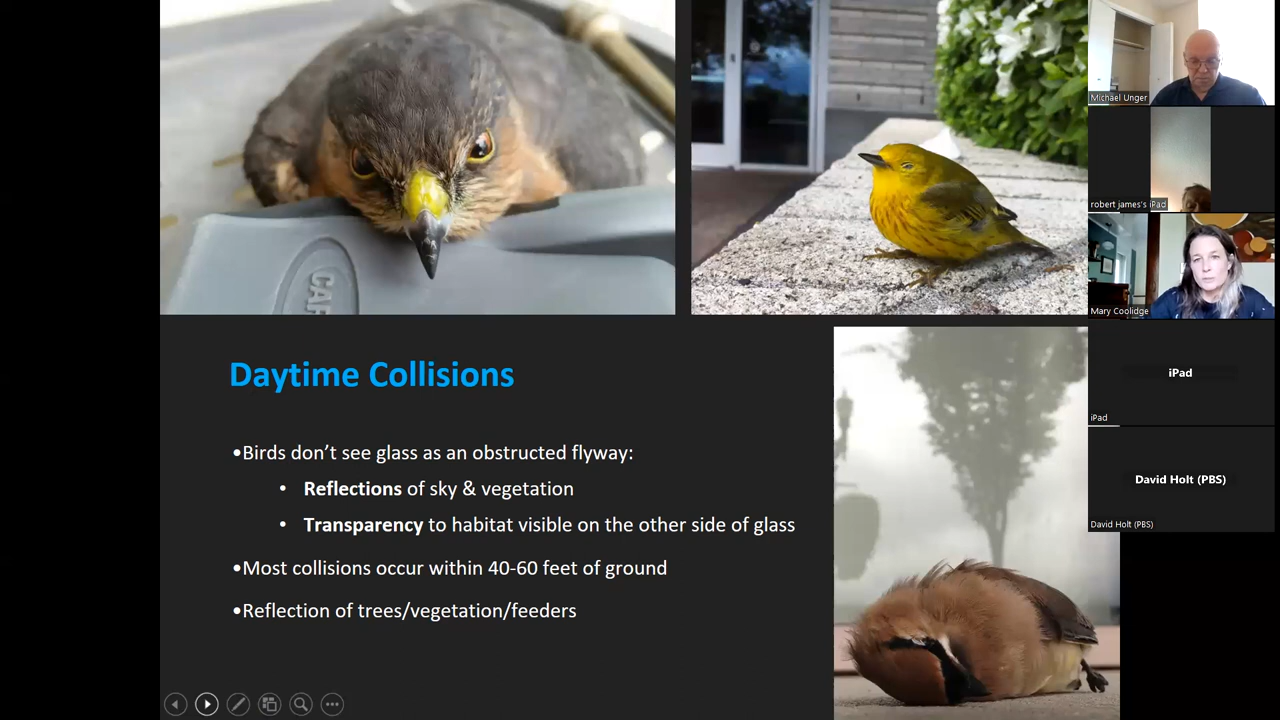 CAP
Daytime Collisions
•Birds don't see glass as an obstructed flyway:
• Reflections of sky & vegetation
• Transparency to habitat visible on the other side of glass
•Most collisions occur within 40-60 feet of ground
•Reflection of trees/vegetation/feeders
Michael Unger
robert james's iPad
Mary Coolidge
iPad
iPad
David Holt (PBS)
David Holt (PBS)